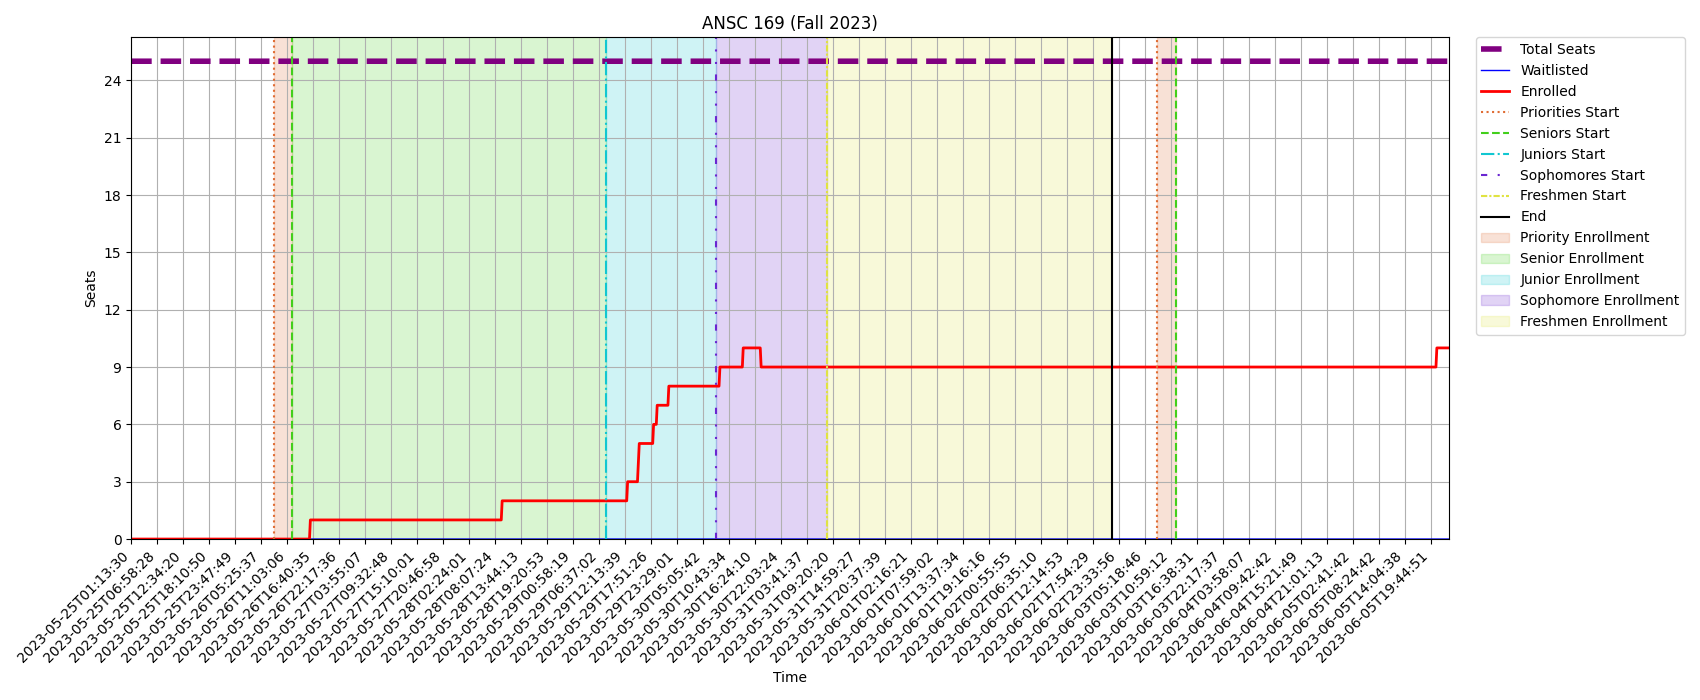 ANSC 169 (Fall 2023)
24
21
18
15
12
9
6
3
0
Seats
2023-05-25T01:13:30
2023-05-25T06:58:28
2023-05-25T12:34:20
2023-05-25T18:10:50
2023-05-25T23:47:49
2023-05-26T05:25:37
2023-05-26T11:03:06
2023-05-26T16:40:35
2023-05-26T22:17:36
2023-05-27T03:55:07
2023-05-27T09:32:48
2023-05-27T15:10:01
2023-05-27T20:46:58
2023-05-28T02:24:01
2023-05-28T08:07:24
2023-05-28T13:44:13
2023-05-28T19:20:53
2023-05-29T00:58:19
2023-05-29T06:37:02
2023-05-29T12:13:39
2023-05-29T17:51:26
2023-05-29T23:29:01
2023-05-30T05:05:42
2023-05-30T10:43:34
2023-05-30T16:24:10
2023-05-30T22:03:24
2023-05-31T03:41:37
2023-05-31T09:20:20
2023-05-31T14:59:27
2023-05-31T20:37:39
2023-06-01T02:16:21
2023-06-01T07:59:02
2023-06-01T13:37:34
2023-06-01T19:16:16
2023-06-02T00:55:55
2023-06-02T06:35:10
2023-06-02T12:14:53
2023-06-02T17:54:29
2023-06-02T23:33:56
2023-06-03T05:18:46
2023-06-03T10:59:12
2023-06-03T16:38:31
2023-06-03T22:17:37
2023-06-04T03:58:07
2023-06-04T09:42:42
2023-06-04T15:21:49
2023-06-04T21:01:13
2023-06-05T02:41:42
2023-06-05T08:24:42
2023-06-05T14:04:38
2023-06-05T19:44:51
Time
Total Seats
Waitlisted
Enrolled
Priorities Start
Seniors Start
Juniors Start
Sophomores Start
Freshmen Start
End
Priority Enrollment
Senior Enrollment
Junior Enrollment
Sophomore Enrollment
Freshmen Enrollment